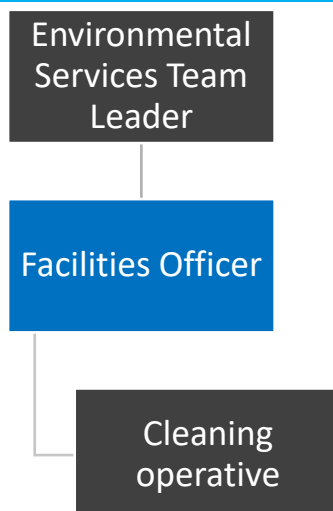 Environmental
Services Team
Leader
Facilities Officer
Cleaning
operative